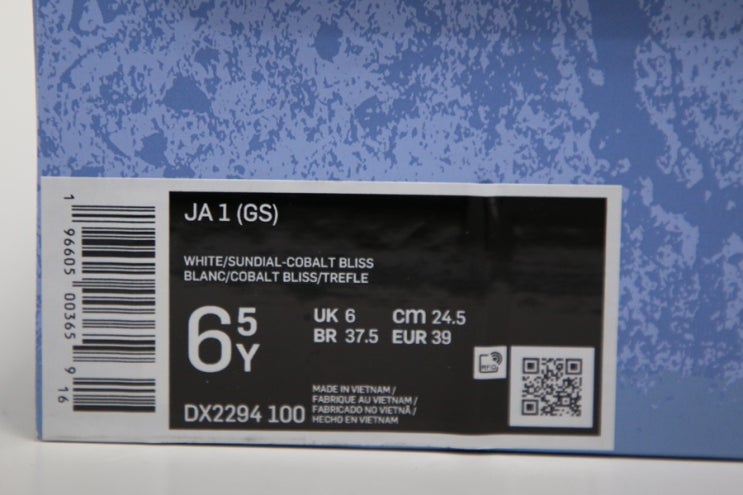 JA 1 (GS)
WHITE/SUNDIAL-COBALT BLISS
BLANC/COBALT BLISS/TREFLE
6 5 Y
UK 6 cm 24.5
BR 37.5 EUR 39
MADE IN VIETNAM /
FABRIQUE AU VIETNAM /
FABRICADO NO VIETNÃ /
HECHO EN VIETNAM
DX2294 100
1 96605 00365 9 16